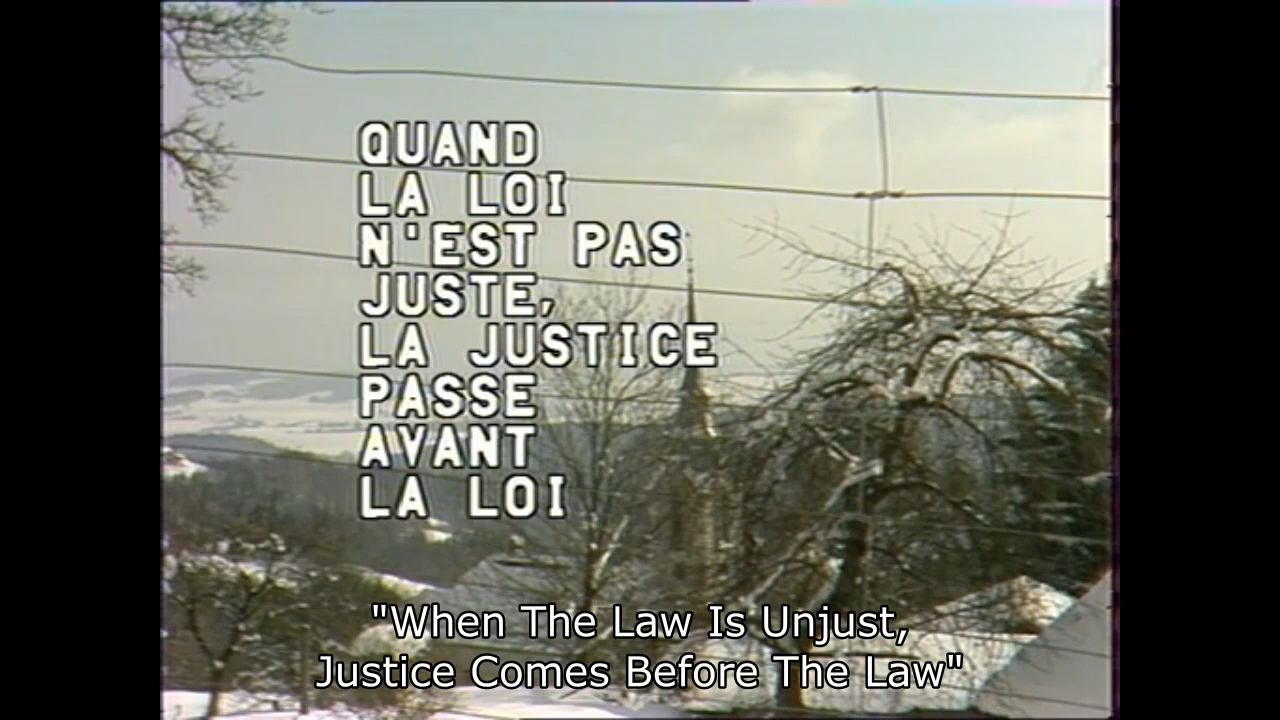 QUAND
LA LOI
N'EST PAS
JUSTE,
LA JUSTICE
PASSE
AVANT
LA LOI
"When The Law Is Unjust,
Justice Comes Before The Law"